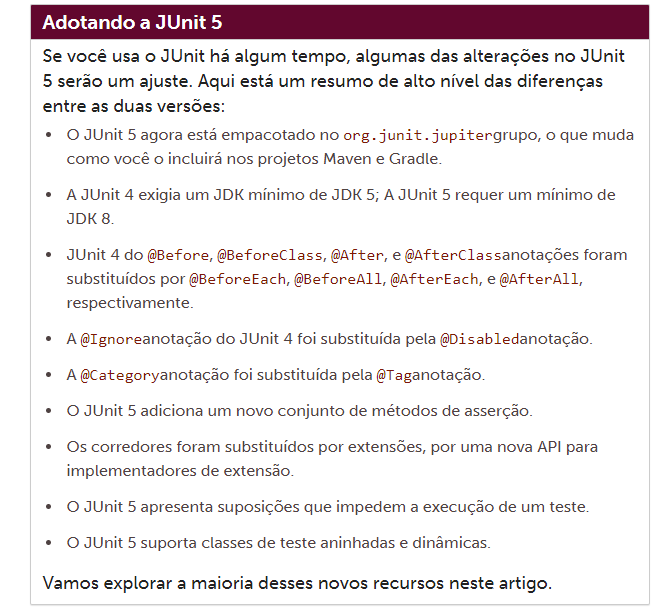 Adotando a JUnit 5
Se você usa o JUnit há algum tempo, algumas das alterações no JUnit
5 serão um ajuste. Aqui está um resumo de alto nível das diferenças
entre as duas versões:
• O JUnit 5 agora está empacotado no org.junit.jupitergrupo, o que muda
como você o incluirá nos projetos Maven e Gradle.
• A JUnit 4 exigia um JDK mínimo de JDK 5; A JUnit 5 requer um mínimo de
JDK 8.
• JUnit 4 do @Before, @BeforeClass, @After, e @AfterClassanotações foram
substituídos por @BeforeEach, @BeforeAll, @AfterEach, e @AfterAll,
respectivamente.
• A @Ignoreanotação do JUnit 4 foi substituída pela @Disabledanotação.
• A @Categoryanotação foi substituída pela @Taganotação.
• O JUnit 5 adiciona um novo conjunto de métodos de asserção.
• Os corredores foram substituídos por extensões, por uma nova API para
implementadores de extensão.
• O JUnit 5 apresenta suposições que impedem a execução de um teste.
• O JUnit 5 suporta classes de teste aninhadas e dinâmicas.
Vamos explorar a maioria desses novos recursos neste artigo.